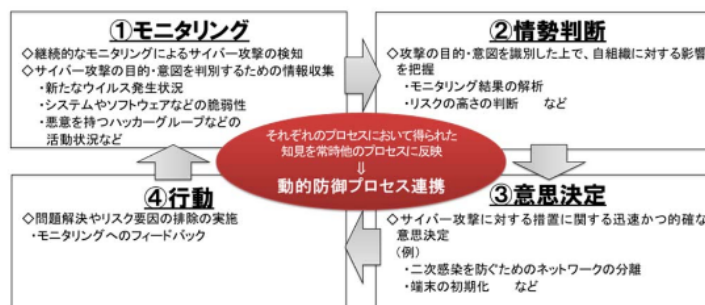 ①モニタリング
◇継続的なモニタリングによるサイバー攻撃の検知
◇サイバー攻撃の目的・意図を判別するための情報収集
・新たなウイルス発生状況
・システムやソフトウェアなどの脆弱性
・悪意を持つハッカーグループなどの
活動状況など
②情勢判断
◇攻撃の目的・意図を識別した上で、自組織に対する影響
を把握
・モニタリング結果の解析
・リスクの高さの判断 など
それぞれのプロセスにおいて得られた
知見を常時他のプロセスに反映
⇓
動的防御プロセス連携
③意思決定
◇サイバー攻撃に対する措置に関する迅速かつ的確な
意思決定
(例)
・二次感染を防ぐためのネットワークの分離
・端末の初期化 など
④行動
◇問題解決やリスク要因の排除の実施
・モニタリングへのフィードバック